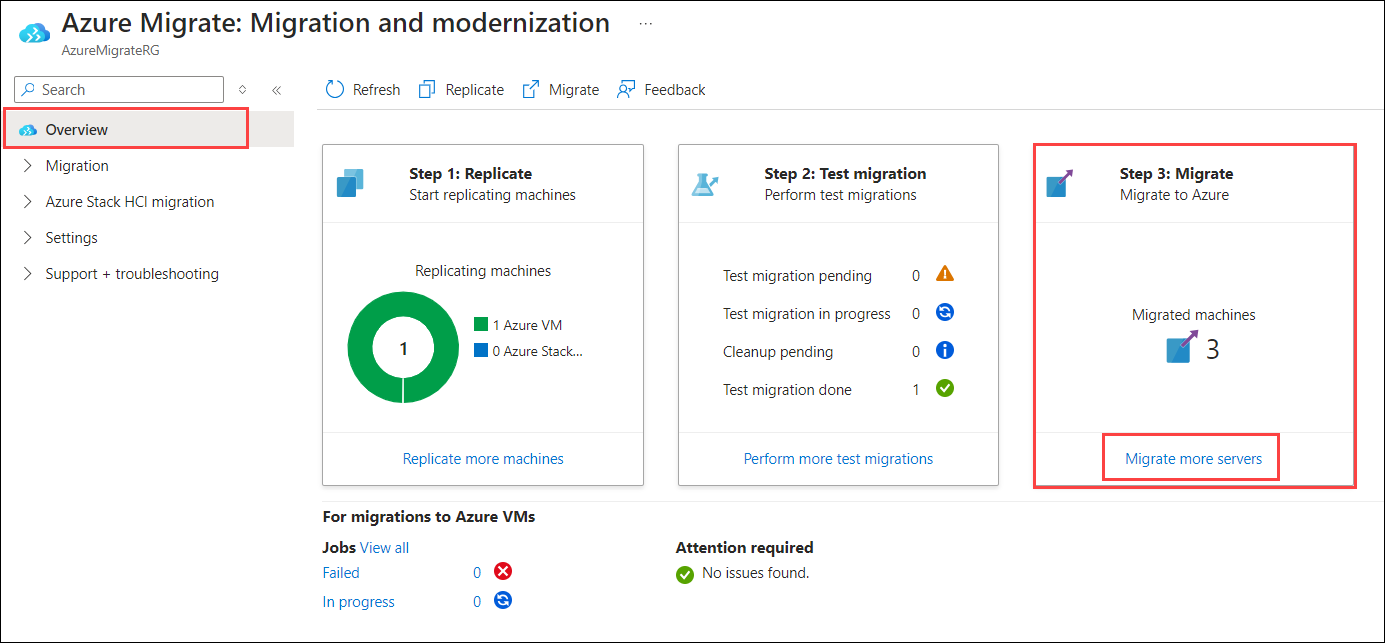 Azure Migrate: Migration and modernization ...
AzureMigrateRG
Search
Refresh
Replicate
Migrate
Feedback
Overview
Migration
Azure Stack HCI migration
Settings
Support + troubleshooting
Step 1: Replicate
Start replicating machines
Replicating machines
1
1 Azure VM
0 Azure Stack...
Replicate more machines
Step 2: Test migration
Perform test migrations
Test migration pending 0
Test migration in progress 0
Cleanup pending 0
Test migration done 1
Perform more test migrations
Step 3: Migrate
Migrate to Azure
Migrated machines
3
Migrate more servers
For migrations to Azure VMs
Jobs View all
Failed 0
In progress 0
Attention required
No issues found.